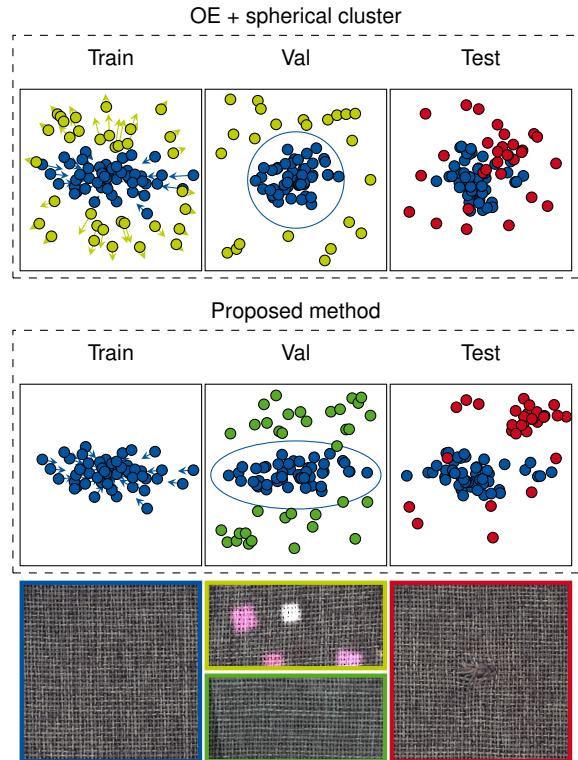 OE + spherical cluster
Train Val Test
Proposed method
Train Val Test